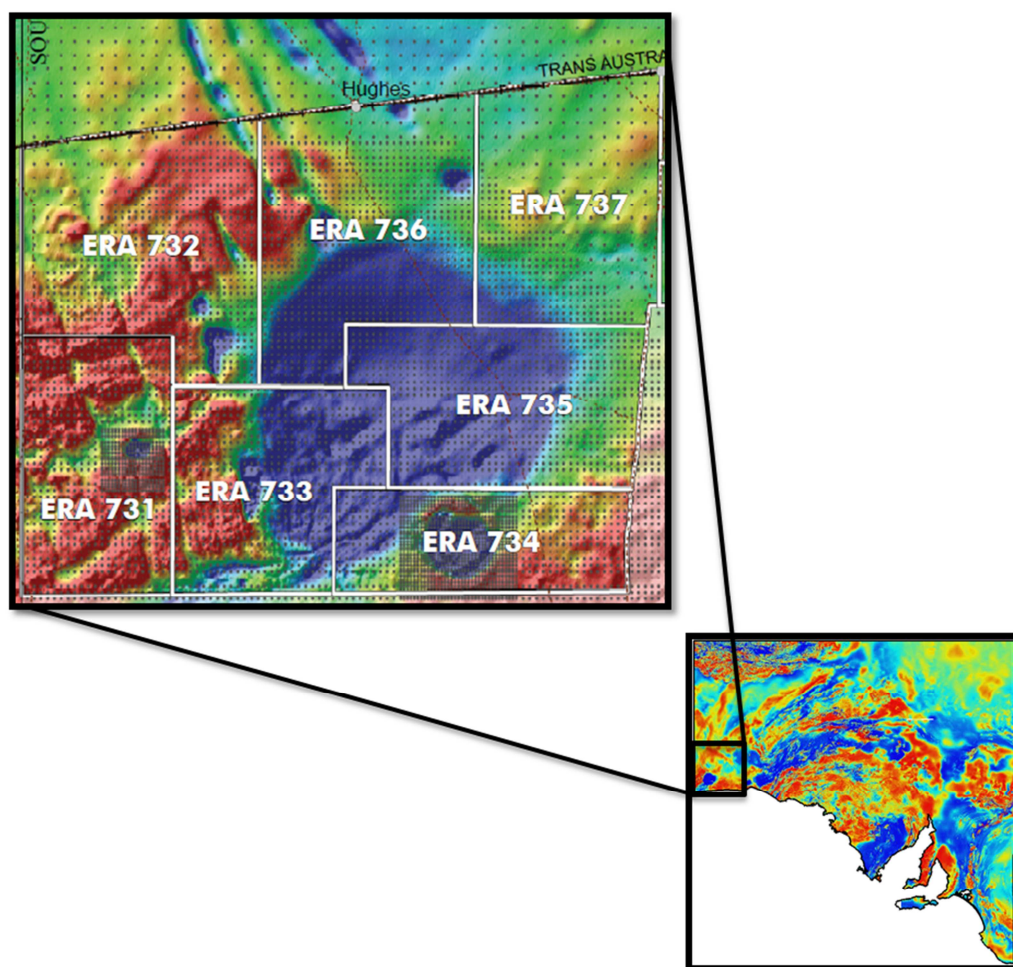 SOU
Hughes
TRANS AUSTRA
ERA 737
ERA 736
ERA 732
ERA 735
ERA 733
ERA 731
ERA 734